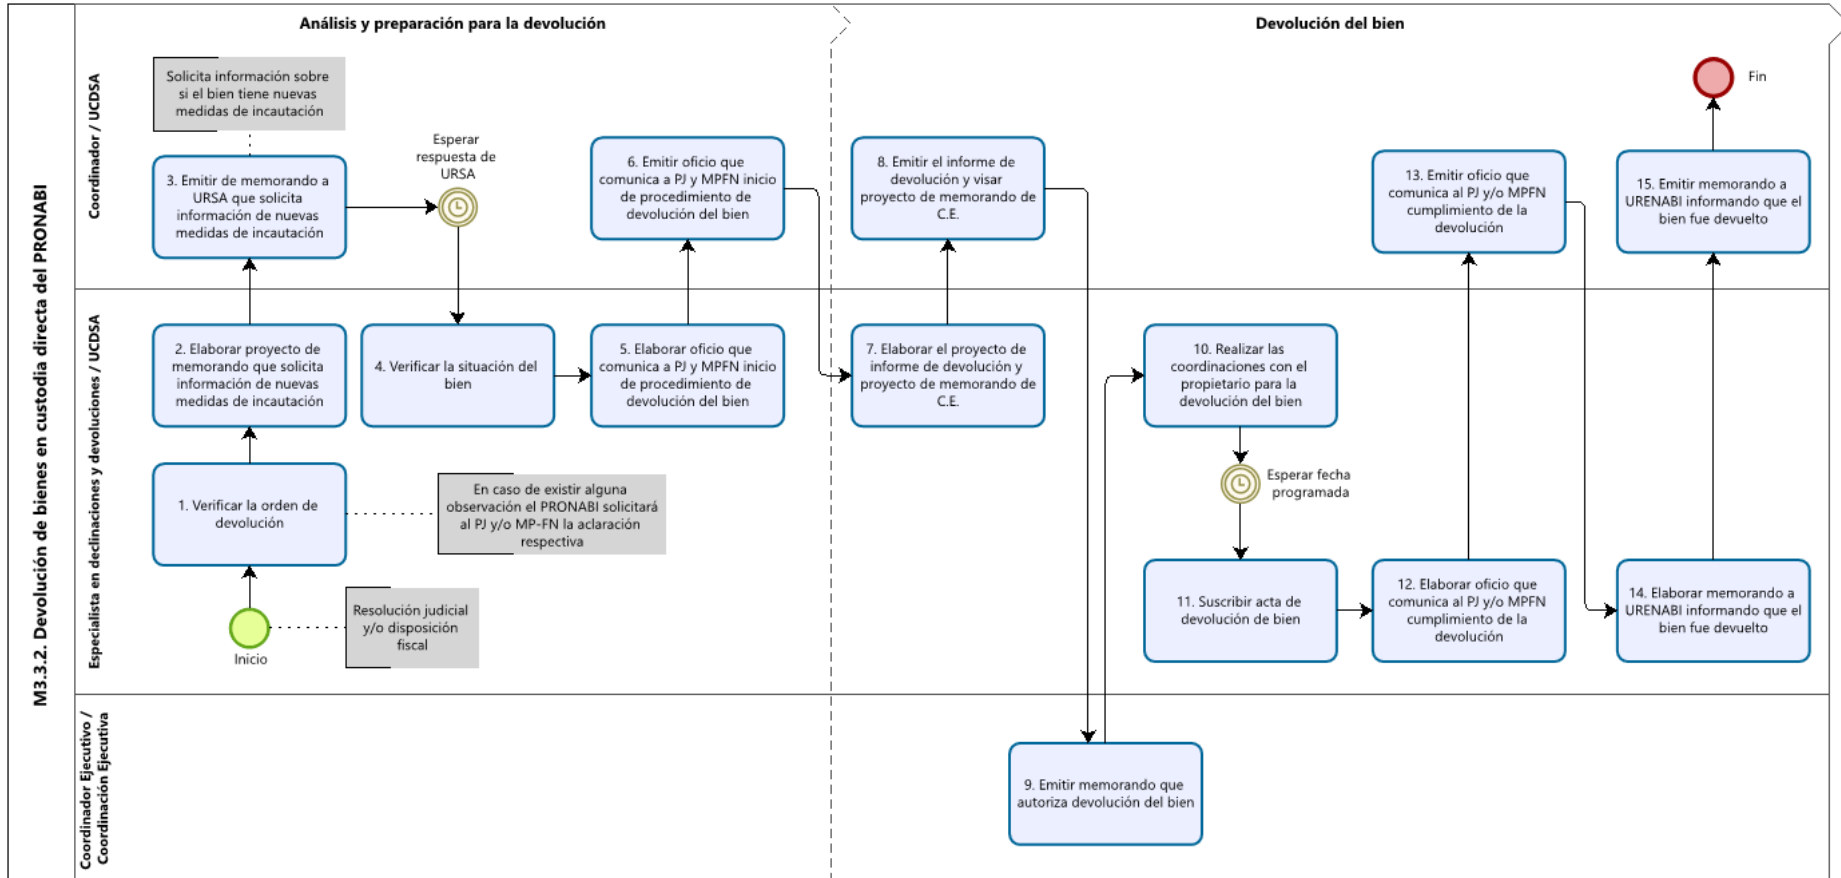 M3.3.2. Devolución de bienes en custodia directa del PRONABI
Análisis y preparación para la devolución
Devolución del bien
Coordinador / UCDSA
Solicita información sobre
si el bien tiene nuevas
medidas de incautación
3. Emitir de memorando a
URSA que solicita
información de nuevas
medidas de incautación
Esperar
respuesta de
URSA
6. Emitir oficio que
comunica a PJ y MPFN inicio
de procedimiento de
devolución del bien
8. Emitir el informe de
devolución y visar
proyecto de memorando de
C.E.
13. Emitir oficio que
comunica al PJ y/o MPFN
cumplimiento de la
devolución
15. Emitir memorando a
URENABI informando que el
bien fue devuelto
Fin
Especialista en declinaciones y devoluciones / UCDSA
2. Elaborar proyecto de
memorando que solicita
información de nuevas
medidas de incautación
4. Verificar la situación del
bien
5. Elaborar oficio que
comunica a PJ y MPFN inicio
de procedimiento de
devolución del bien
7. Elaborar el proyecto de
informe de devolución y
proyecto de memorando de
C.E.
10. Realizar las
coordinaciones con el
propietario para la
devolución del bien
Esperar fecha
programada
1. Verificar la orden de
devolución
En caso de existir alguna
observación el PRONABI solicitará
al PJ y/o MP-FN la aclaración
respectiva
11. Suscribir acta de
devolución de bien
12. Elaborar oficio que
comunica al PJ y/o MPFN
cumplimiento de la
devolución
14. Elaborar memorando a
URENABI informando que el
bien fue devuelto
Resolución judicial
y/o disposición
fiscal
Inicio
Coordinador Ejecutivo /
Coordinación Ejecutiva
9. Emitir memorando que
autoriza devolución del bien